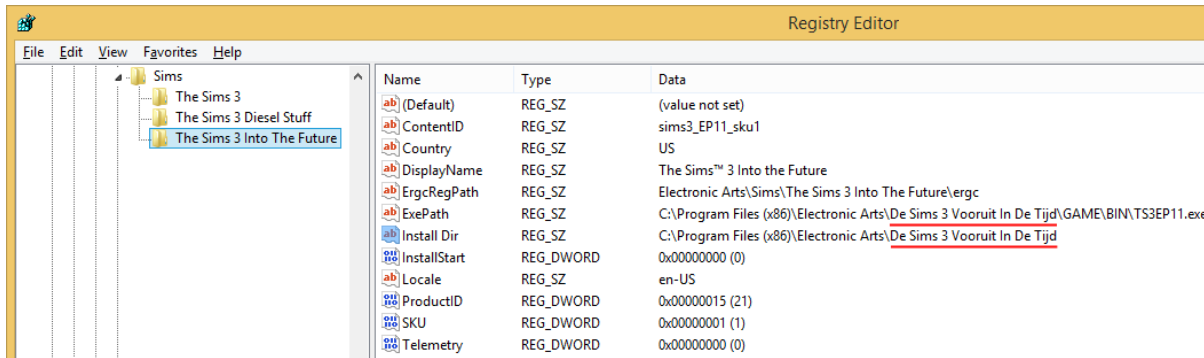 Registry Editor
File Edit View Favorites Help
Sims
The Sims 3
The Sims 3 Diesel Stuff
The Sims 3 Into The Future
Name Type Data
(Default) REG_SZ (value not set)
ContentID REG_SZ sims3_EP11_sku1
Country REG_SZ US
DisplayName REG_SZ The Sims™ 3 Into the Future
ErgcRegPath REG_SZ Electronic Arts\Sims\The Sims 3 Into The Future\ergc
ExePath REG_SZ C:\Program Files (x86)\Electronic Arts\De Sims 3 Vooruit In De Tijd\GAME\BIN\TS3EP11.exe
Install Dir REG_SZ C:\Program Files (x86)\Electronic Arts\De Sims 3 Vooruit In De Tijd
InstallStart REG_DWORD 0x00000000 (0)
Locale REG_SZ en-US
ProductID REG_DWORD 0x00000015 (21)
SKU REG_DWORD 0x00000001 (1)
Telemetry REG_DWORD 0x00000000 (0)